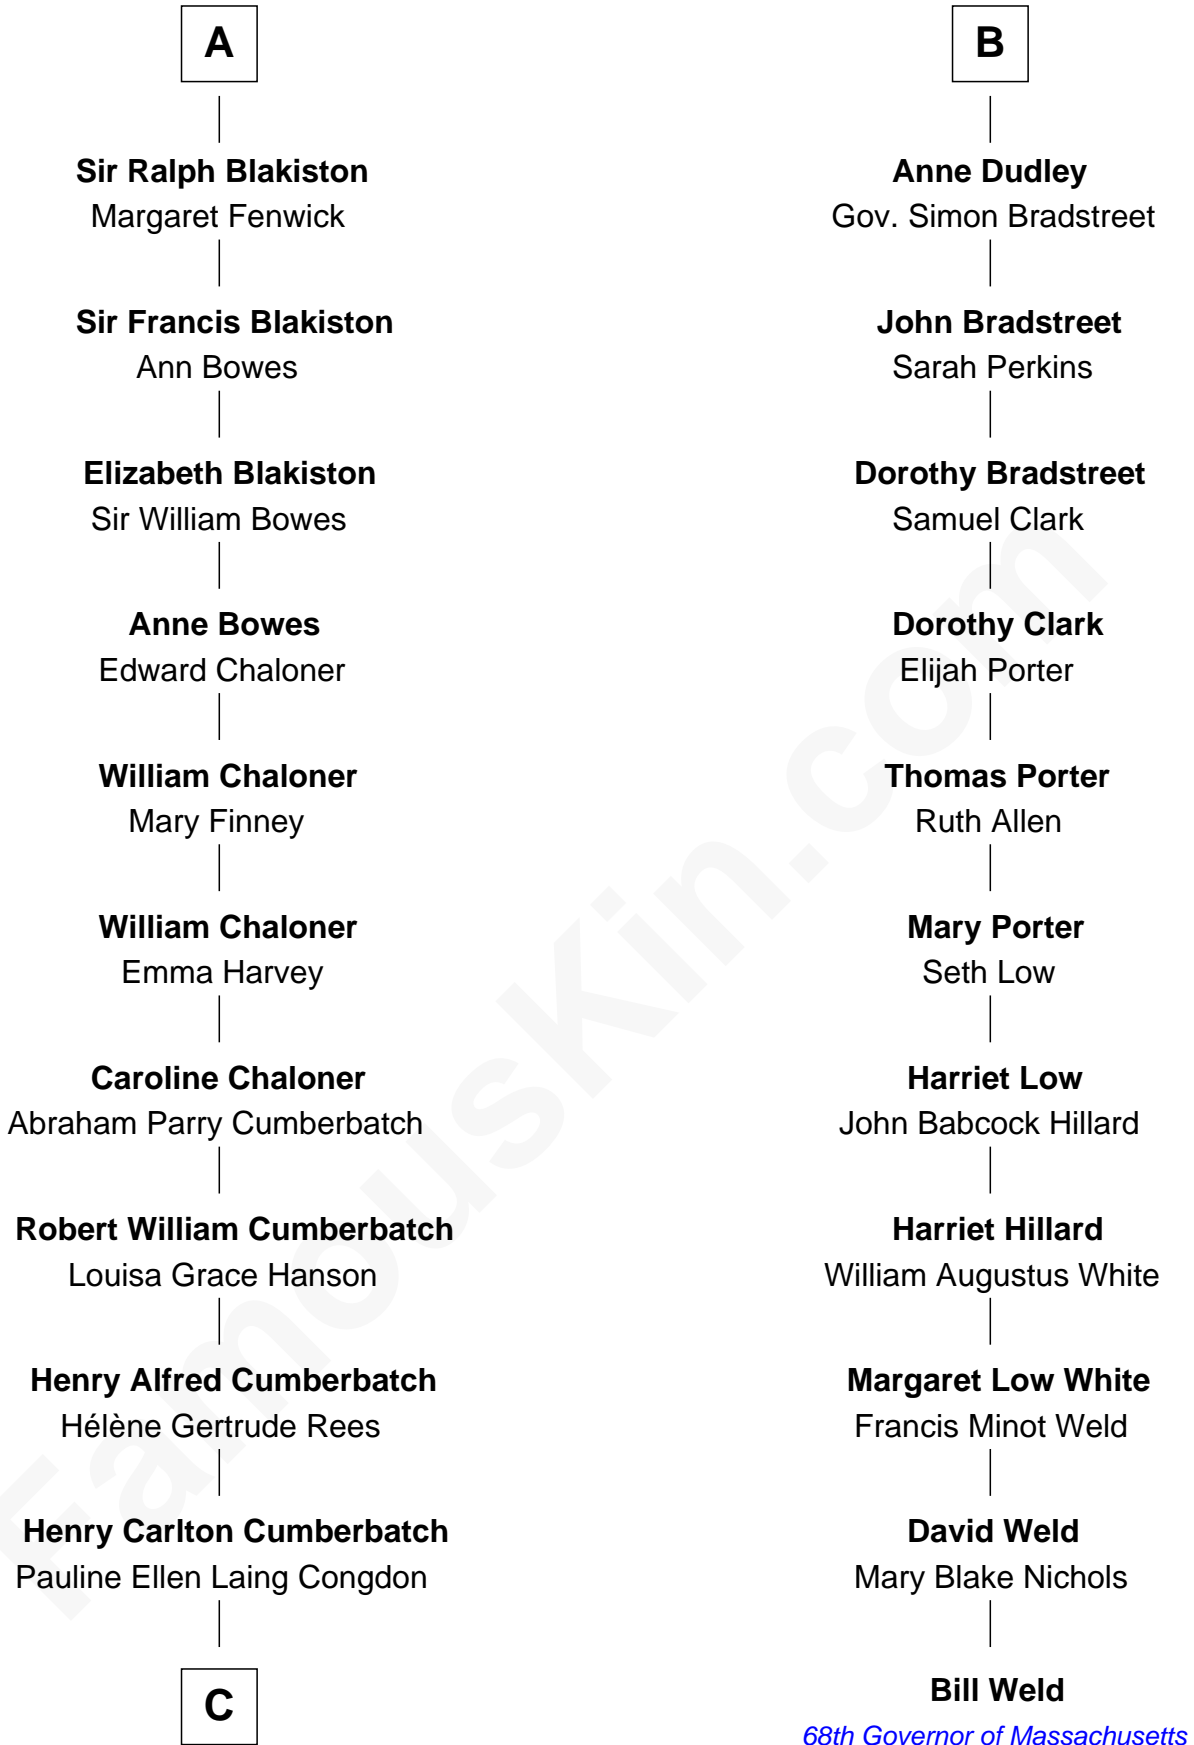 A
Sir Ralph Blakiston
Margaret Fenwick
Sir Francis Blakiston
Ann Bowes
Elizabeth Blakiston
Sir William Bowes
Anne Bowes
Edward Chaloner
William Chaloner
Mary Finney
William Chaloner
Emma Harvey
Caroline Chaloner
Abraham Parry Cumberbatch
Robert William Cumberbatch
Louisa Grace Hanson
Henry Alfred Cumberbatch
Hélène Gertrude Rees
Henry Carlton Cumberbatch
Pauline Ellen Laing Congdon
C
B
Anne Dudley
Gov. Simon Bradstreet
John Bradstreet
Sarah Perkins
Dorothy Bradstreet
Samuel Clark
Dorothy Clark
Elijah Porter
Thomas Porter
Ruth Allen
Mary Porter
Seth Low
Harriet Low
John Babcock Hillard
Harriet Hillard
William Augustus White
Margaret Low White
Francis Minot Weld
David Weld
Mary Blake Nichols
Bill Weld
68th Governor of Massachusetts
FamousKin.com